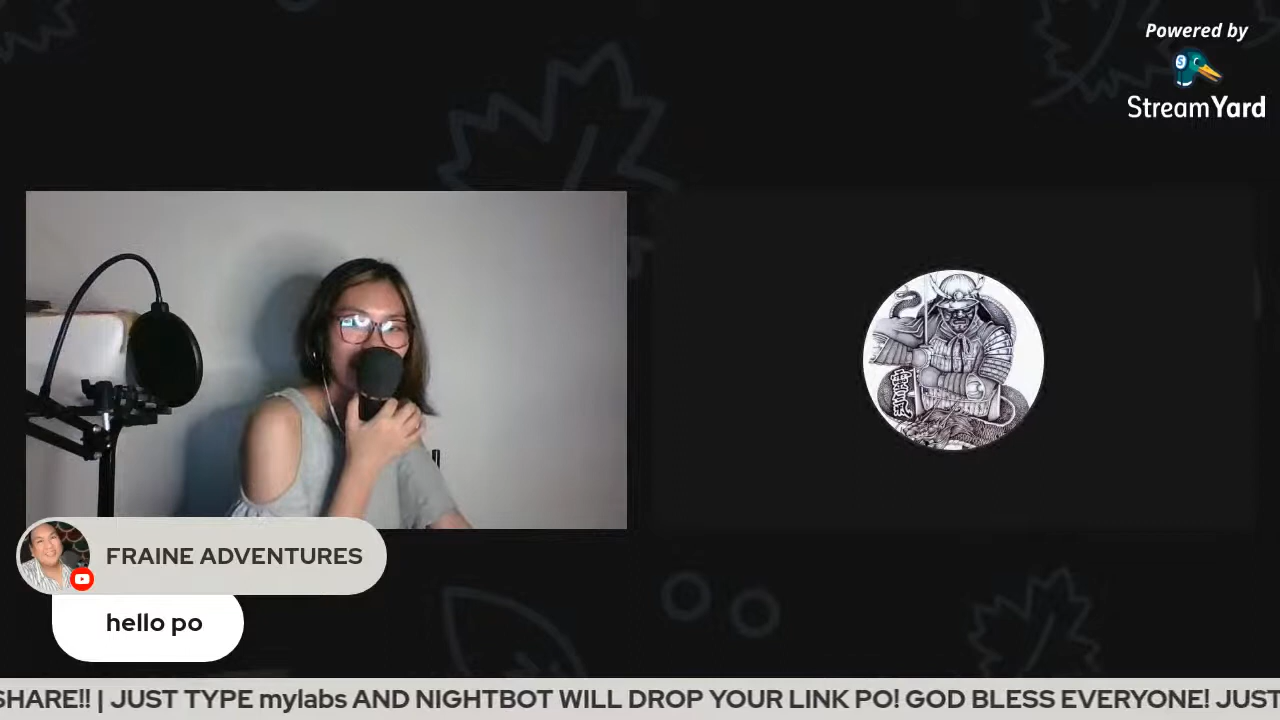 Powered by
StreamYard
FRAINE ADVENTURES
hello po
SHARE!! | JUST TYPE mylabs AND NIGHTBOT WILL DROP YOUR LINK PO! GOD BLESS EVERYONE! JUST